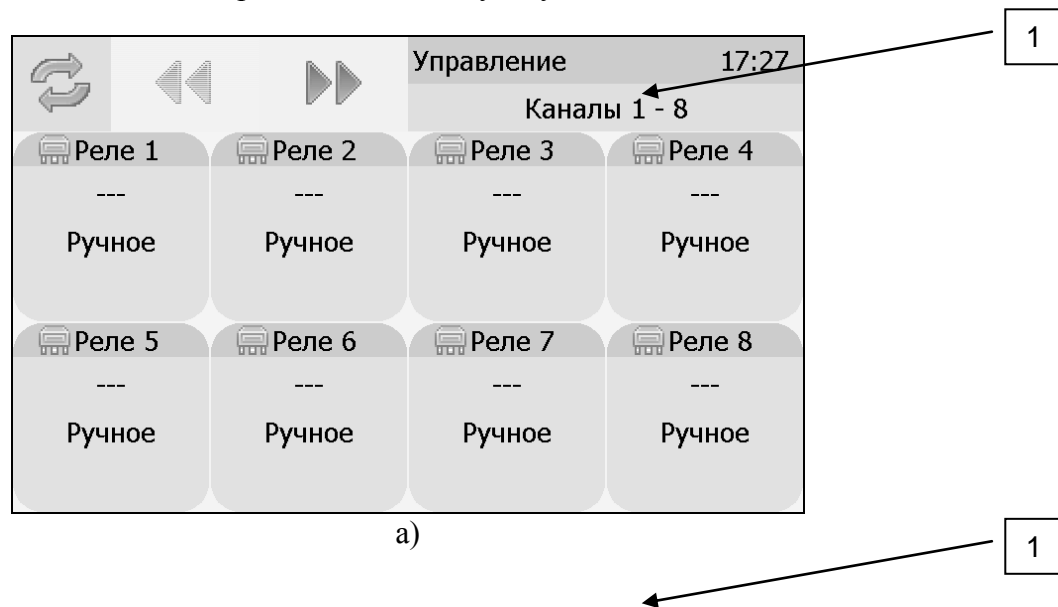 1
Управление 17:27
Каналы 1 - 8
Реле 1 Реле 2 Реле 3 Реле 4
--- --- --- ---
Ручное Ручное Ручное Ручное
Реле 5 Реле 6 Реле 7 Реле 8
--- --- --- ---
Ручное Ручное Ручное Ручное
а)
1